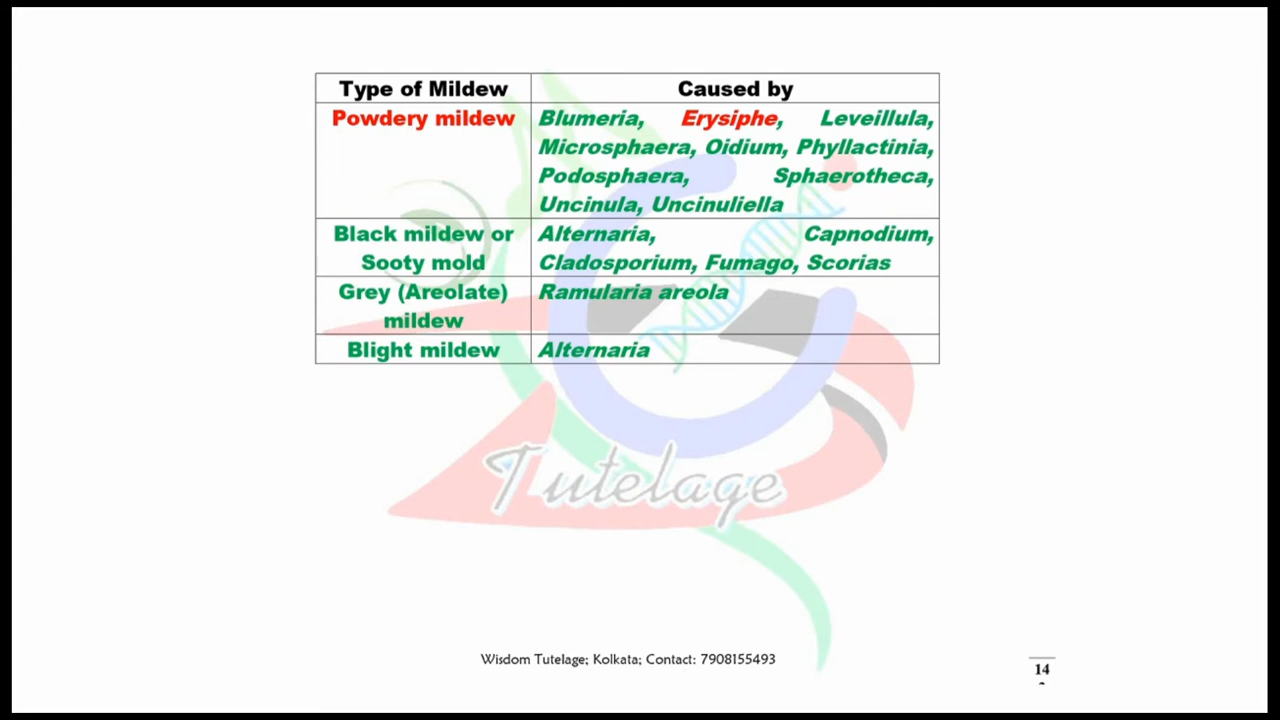 Type of Mildew Caused by
Powdery mildew Blumeria, Erysiphe, Leveillula,
Microsphaera, Oidium, Phyllactinia,
Podosphaera, Sphaerotheca,
Uncinula, Uncinuliella
Black mildew or Alternaria, Capnodium,
Sooty mold Cladosporium, Fumago, Scorias
Grey (Areolate) Ramularia areola
mildew
Blight mildew Alternaria
Tutelage
Wisdom Tutelage; Kolkata; Contact: 7908155493
14